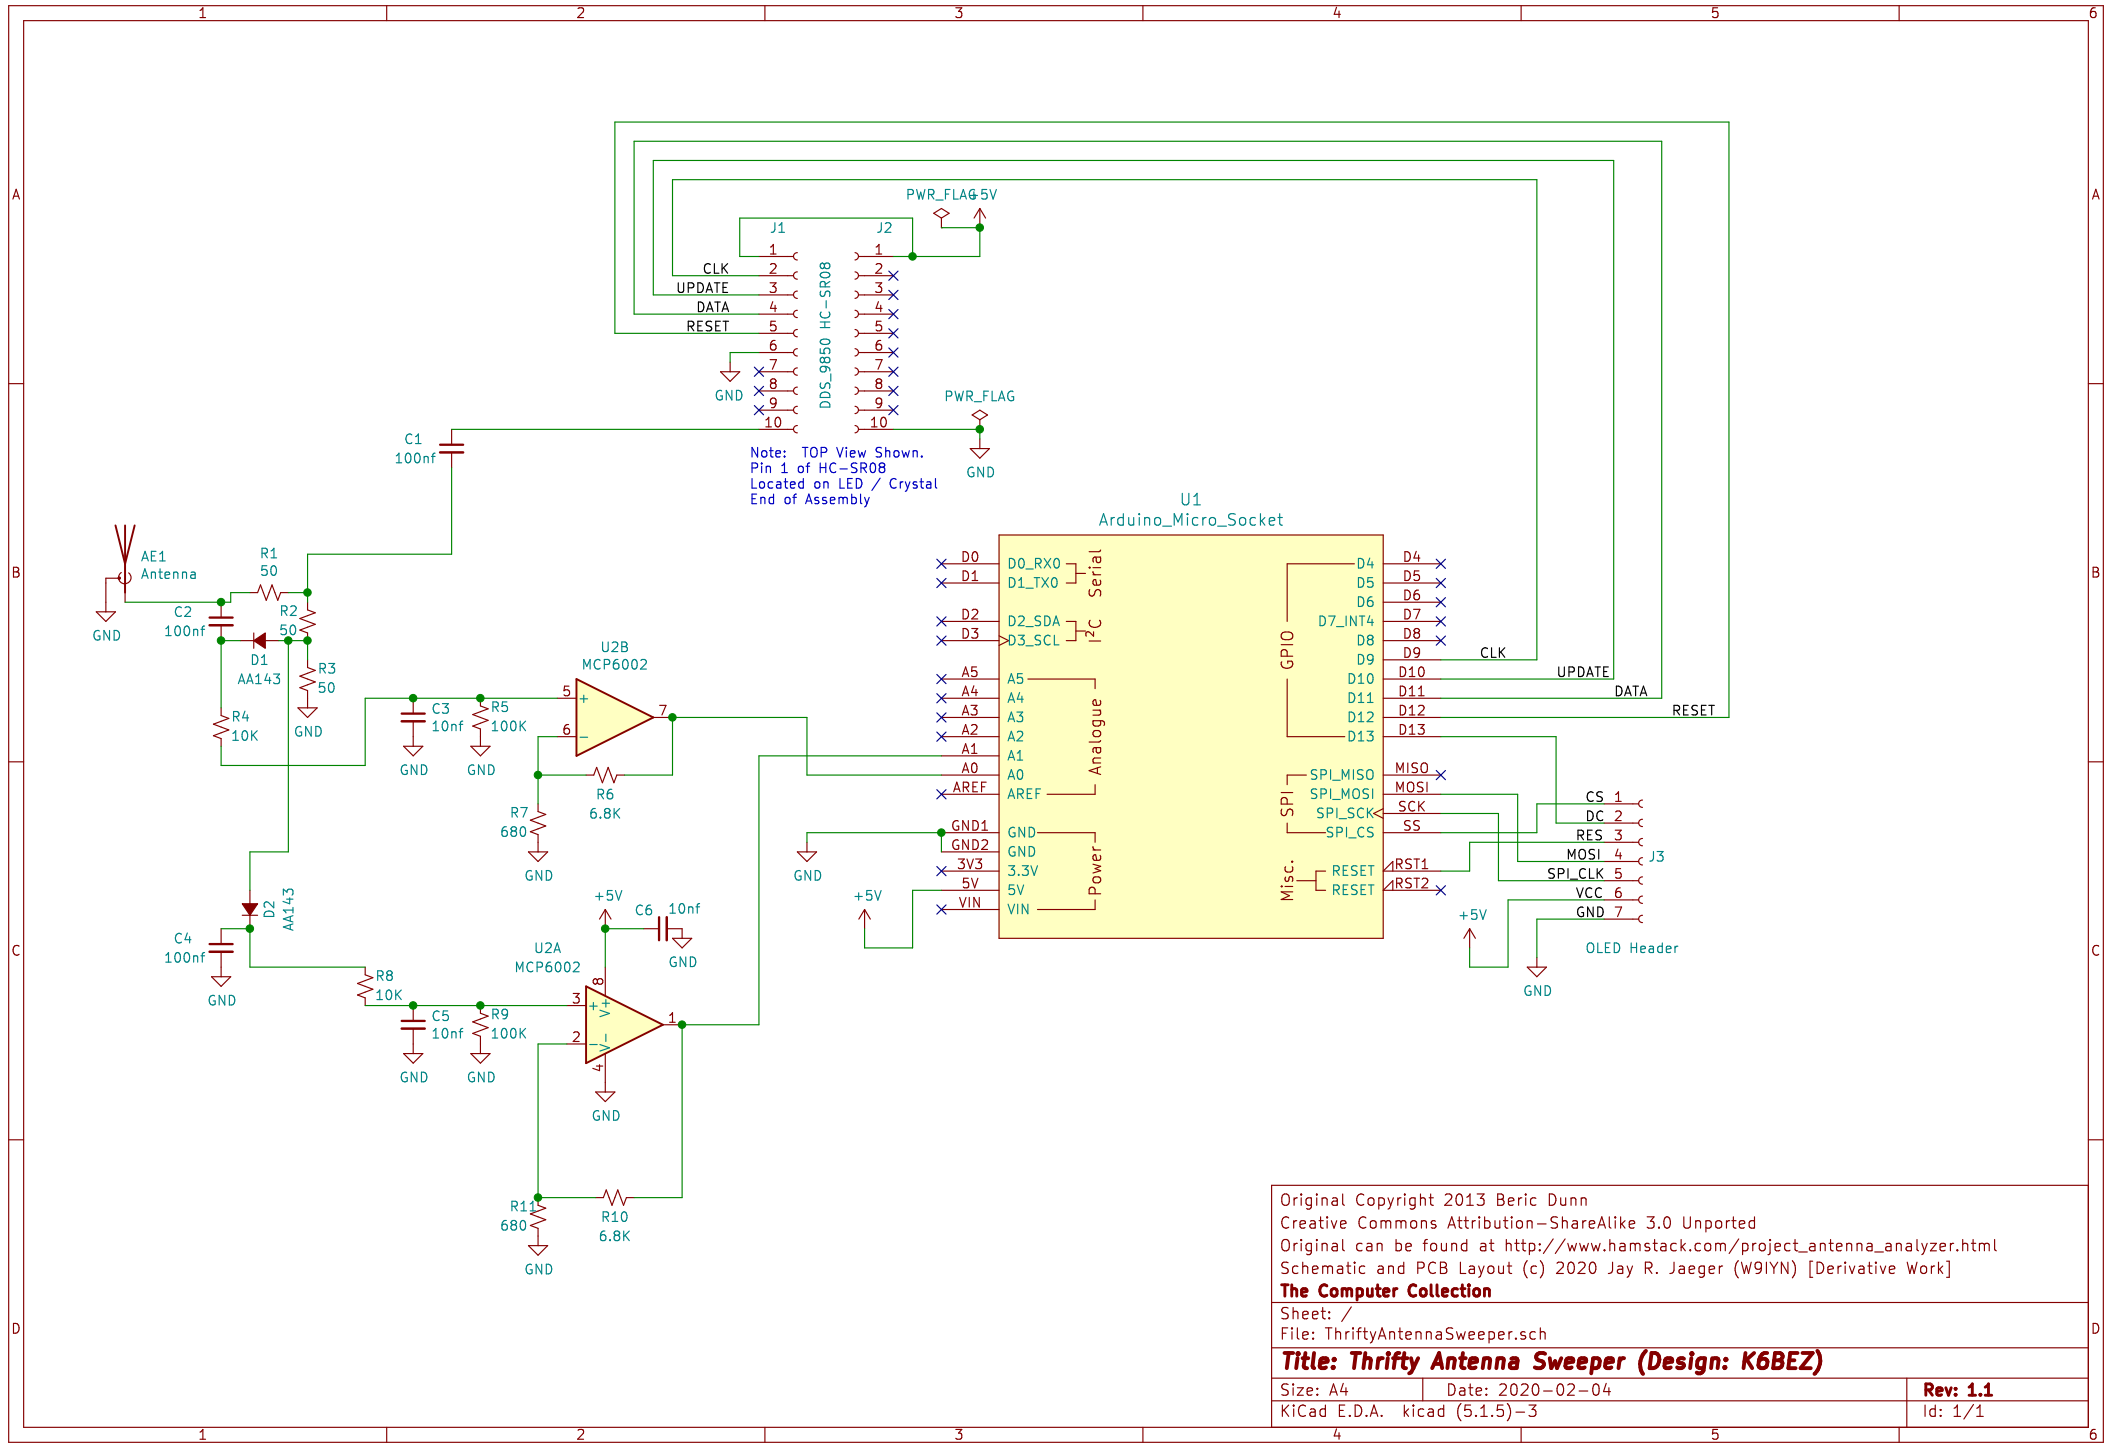 1 2 3 4 5 6
A A
B B
C C
D D
1 2 3 4 5 6
PWR_FLAG +5V
J1 J2
1 1
CLK 2 2
UPDATE 3 3
DATA 4 4
RESET 5 5
6 6
7 7
8 8
9 9
10 10
GND
DDS_9850 HC-SR08
PWR_FLAG
GND
Note: TOP View Shown.
Pin 1 of HC-SR08
Located on LED / Crystal
End of Assembly
C1
100nf
AE1
Antenna
GND
R1
50
C2
100nf
R2
50
D1
AA143
R3
50
GND
R4
10K
C3
10nf
GND
R5
100K
GND
U2B
MCP6002
5
+
6
-
7
R6
6.8K
R7
680
GND
D2
AA143
C4
100nf
GND
R8
10K
C5
10nf
GND
R9
100K
GND
+5V
C6 10nf
GND
U2A
MCP6002
8
V+
3
+
2
-
V-
4
1
GND
R11
680
GND
R10
6.8K
U1
Arduino_Micro_Socket
D0 D0_RX0
D1 D1_TX0
Serial
D2 D2_SDA
D3 D3_SCL
I²C
A5 A5
A4 A4
A3 A3
A2 A2
A1 A1
A0 A0
AREF AREF
Analogue
GND1 GND
GND2 GND
3V3 3.3V
5V 5V
VIN VIN
Power
GND
+5V
GPIO
D4 D4
D5 D5
D6 D6
D7_INT4 D7
D8 D8
D9 D9 CLK
D10 D10 UPDATE
D11 D11 DATA
D12 D12 RESET
D13 D13
SPI
SPI_MISO MISO
SPI_MOSI MOSI
SPI_SCK SCK
SPI_CS SS
Misc.
RESET RST1
RESET RST2
CS 1
DC 2
RES 3
MOSI 4
SPI_CLK 5
VCC 6
GND 7
J3
OLED Header
+5V
GND
Original Copyright 2013 Beric Dunn
Creative Commons Attribution-ShareAlike 3.0 Unported
Original can be found at http://www.hamstack.com/project_antenna_analyzer.html
Schematic and PCB Layout (c) 2020 Jay R. Jaeger (W9IYN) [Derivative Work]
The Computer Collection
Sheet: /
File: ThriftyAntennaSweeper.sch
Title: Thrifty Antenna Sweeper (Design: K6BEZ)
Size: A4 Date: 2020-02-04 Rev: 1.1
KiCad E.D.A. kicad (5.1.5)-3 Id: 1/1